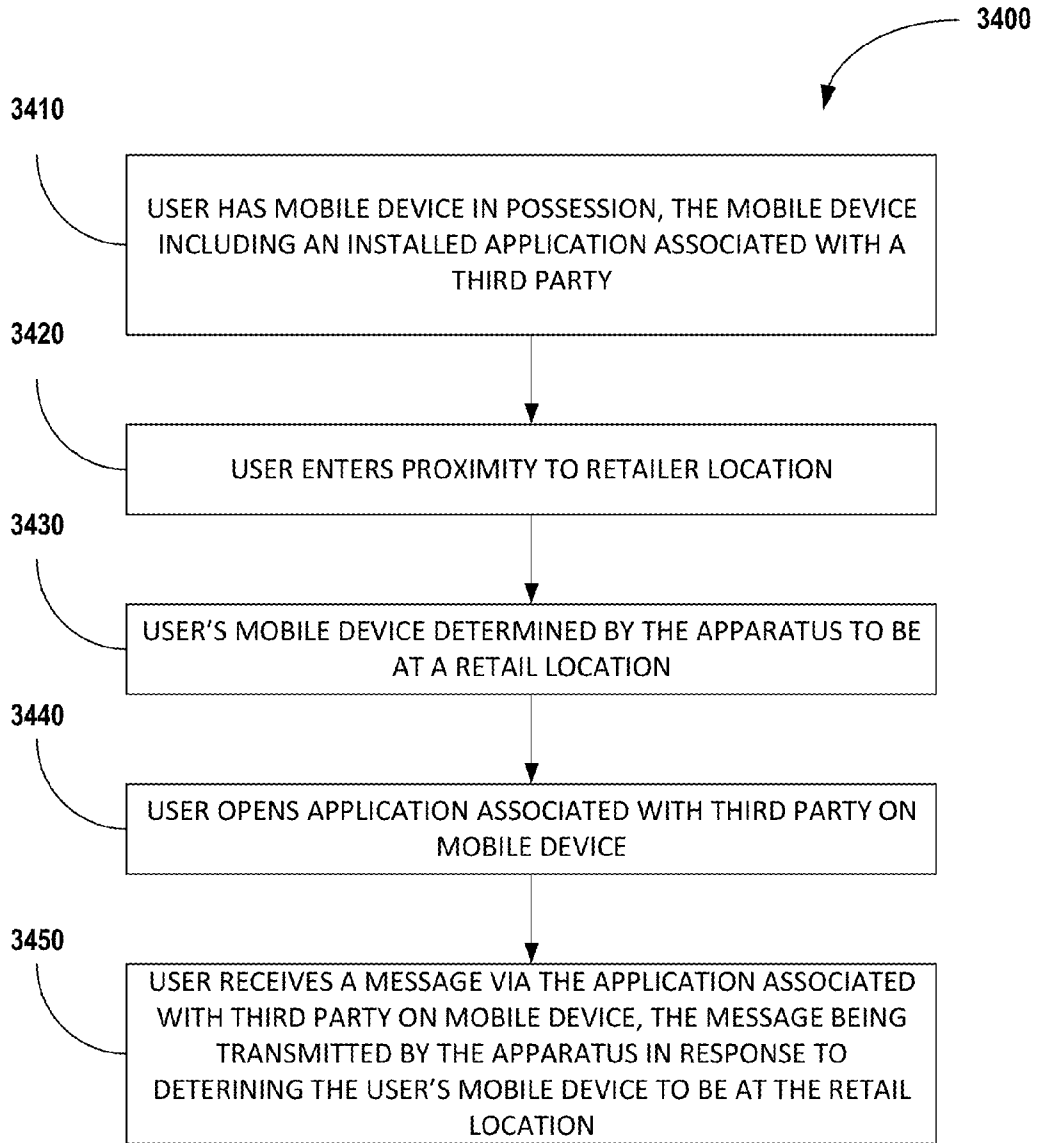 3400
3410
USER HAS MOBILE DEVICE IN POSSESSION, THE MOBILE DEVICE
INCLUDING AN INSTALLED APPLICATION ASSOCIATED WITH A
THIRD PARTY
3420
USER ENTERS PROXIMITY TO RETAILER LOCATION
3430
USER'S MOBILE DEVICE DETERMINED BY THE APPARATUS TO BE
AT A RETAIL LOCATION
3440
USER OPENS APPLICATION ASSOCIATED WITH THIRD PARTY ON
MOBILE DEVICE
3450
USER RECEIVES A MESSAGE VIA THE APPLICATION ASSOCIATED
WITH THIRD PARTY ON MOBILE DEVICE, THE MESSAGE BEING
TRANSMITTED BY THE APPARATUS IN RESPONSE TO
DETERINING THE USER'S MOBILE DEVICE TO BE AT THE RETAIL
LOCATION